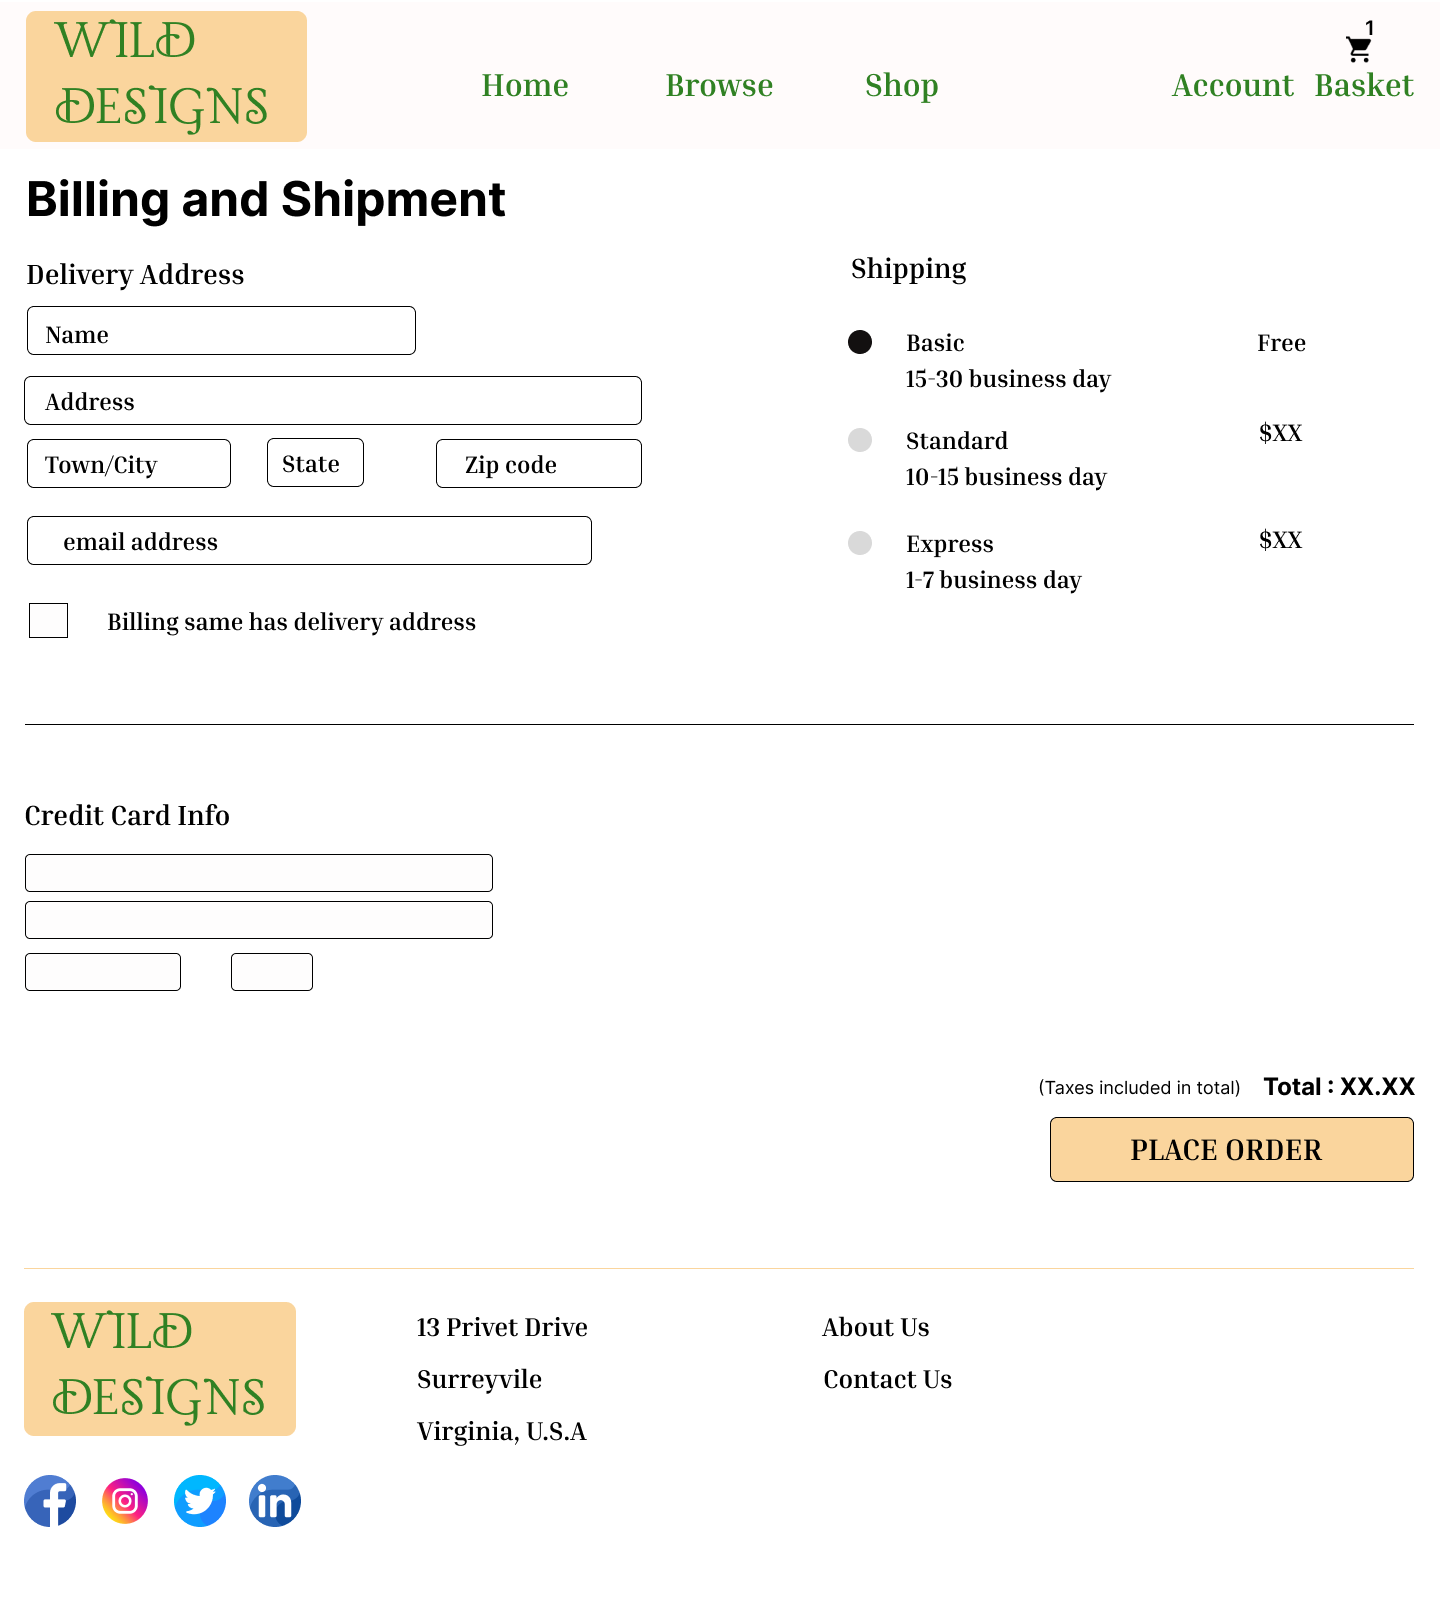 WILD
DESIGNS
Home
Browse
Shop
Account
1
Basket
Billing and Shipment
Delivery Address
Name
Address
Town/City
State
Zip code
email address
Billing same has delivery address
Shipping
Basic
Free
15-30 business day
Standard
$XX
10-15 business day
Express
$XX
1-7 business day
Credit Card Info
(Taxes included in total)
Total : XX.XX
PLACE ORDER
WILD
DESIGNS
13 Privet Drive
Surreyvile
Virginia, U.S.A
About Us
Contact Us
f
in